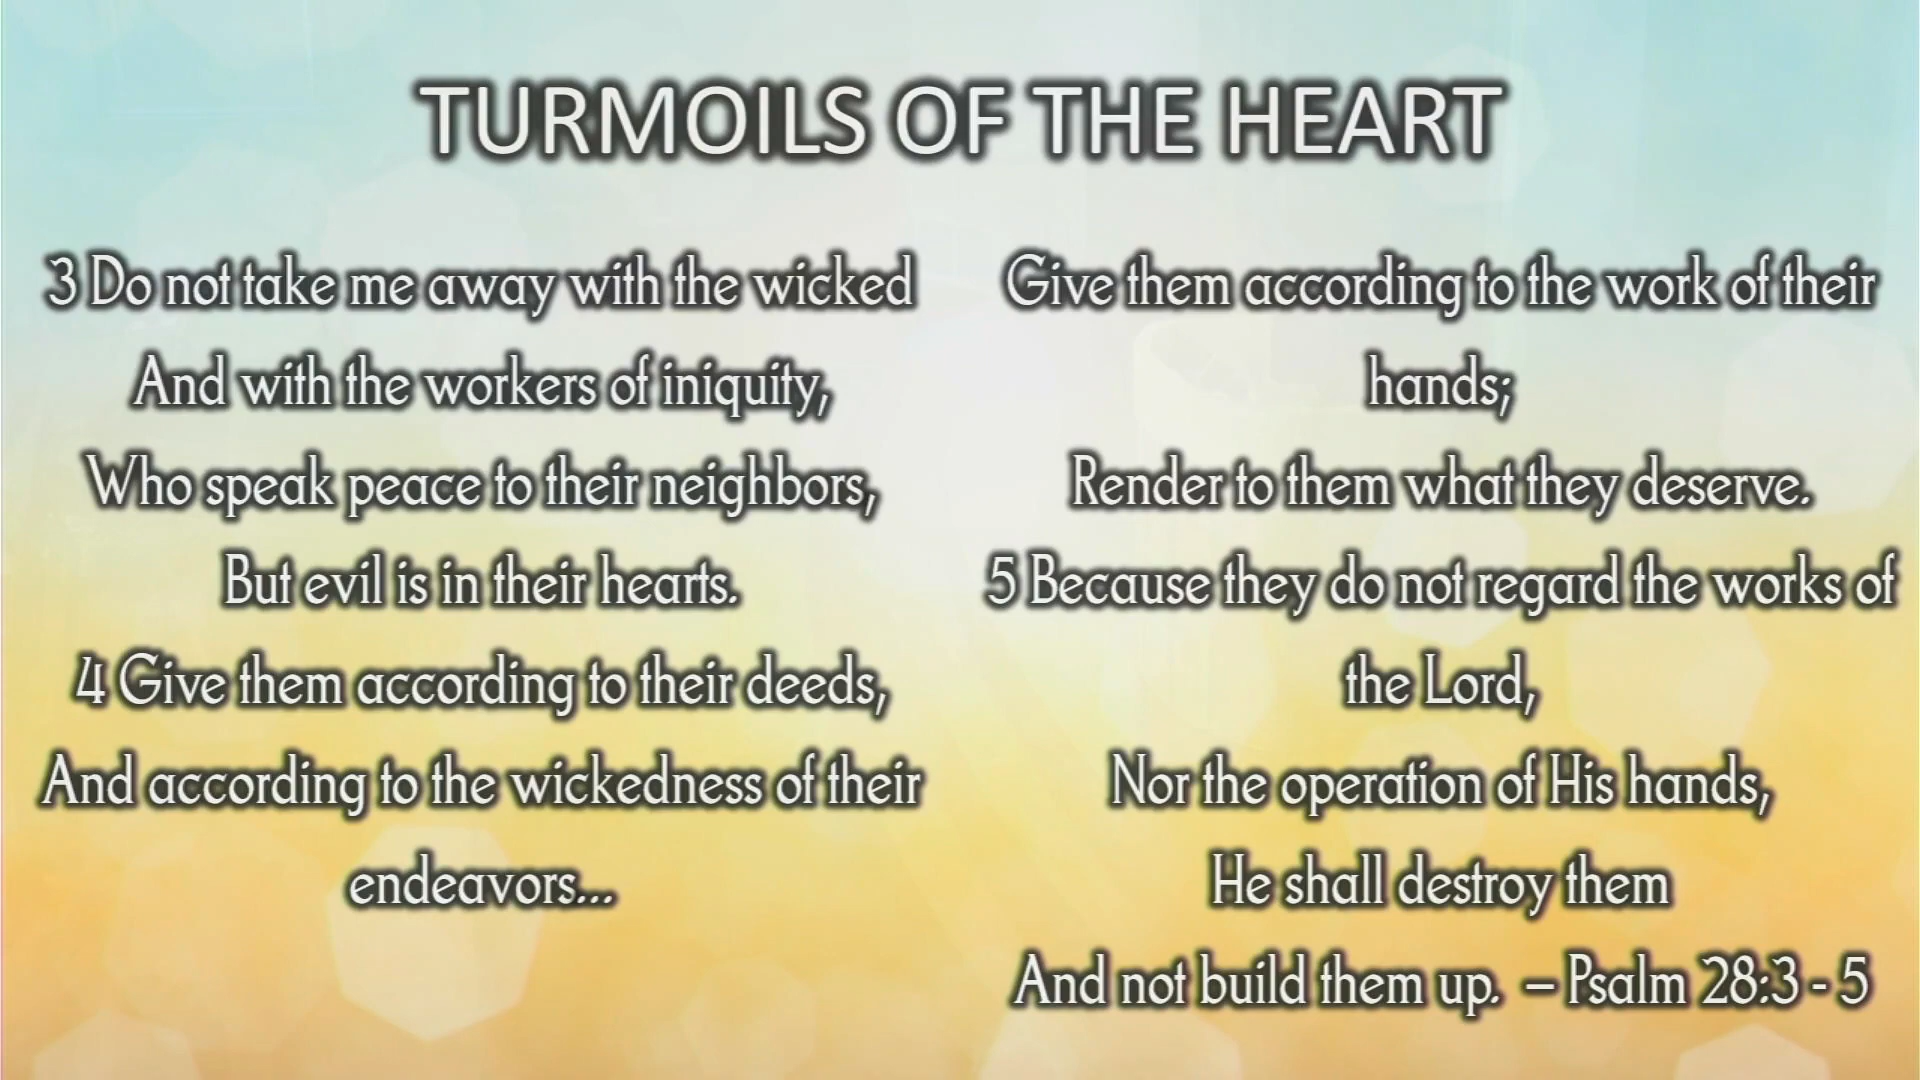 TURMOILS OF THE HEART
3 Do not take me away with the wicked
And with the workers of iniquity,
Who speak peace to their neighbors,
But evil is in their hearts.
4 Give them according to their deeds,
And according to the wickedness of their
endeavors...
Give them according to the work of their
hands;
Render to them what they deserve.
5 Because they do not regard the works of
the Lord,
Nor the operation of His hands,
He shall destroy them
And not build them up. – Psalm 28:3 - 5